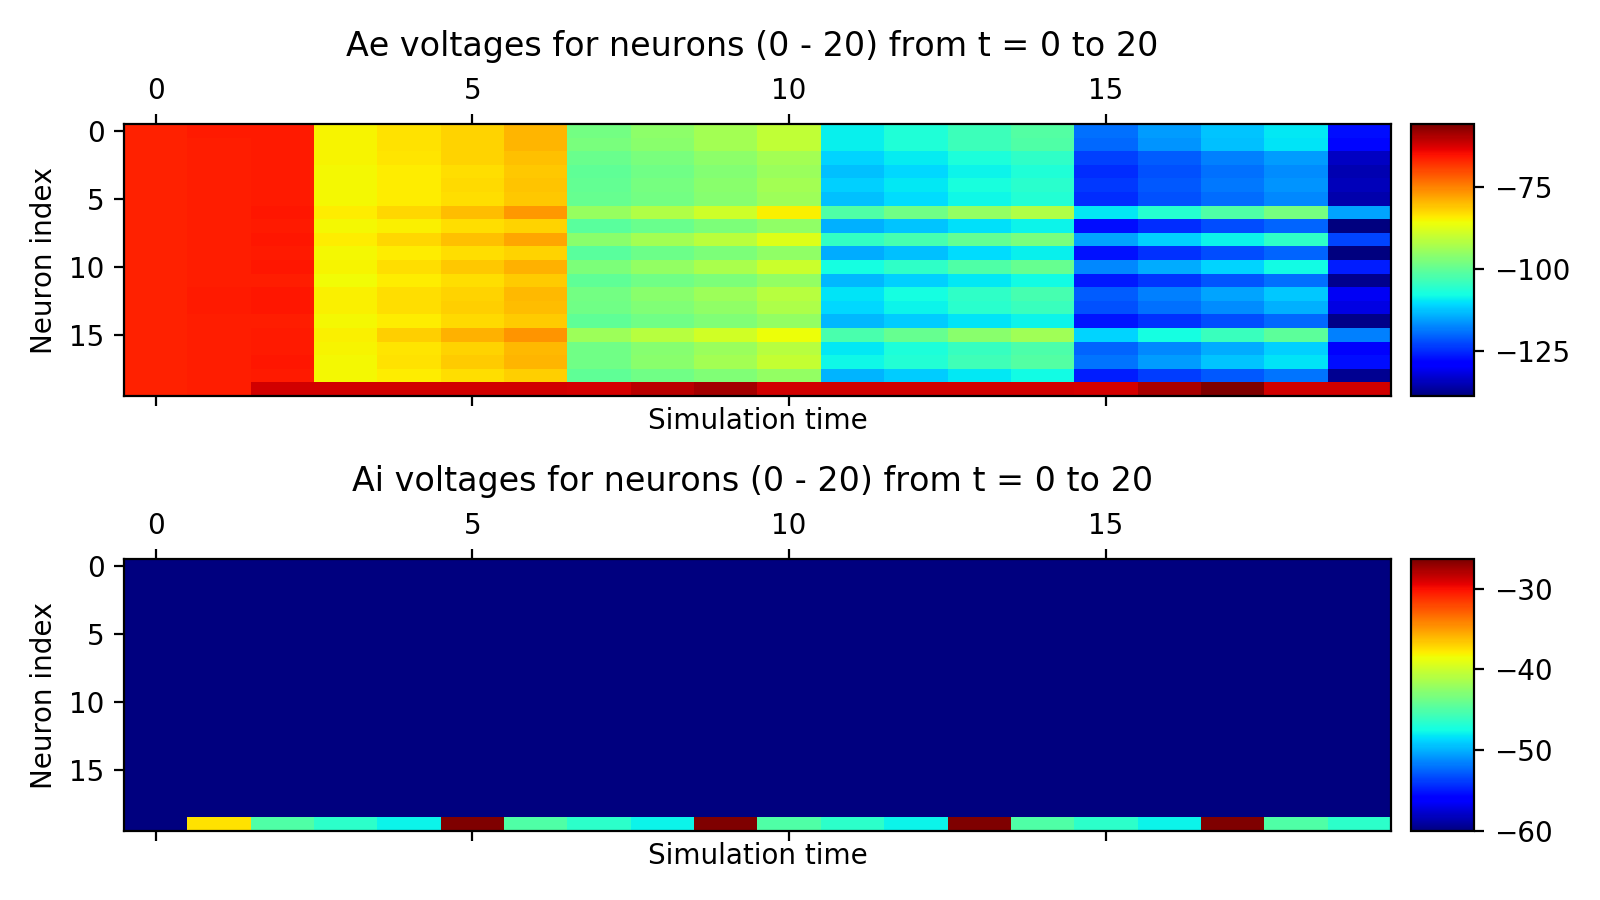 Ae voltages for neurons (0 - 20) from t = 0 to 20
0 5 10 15
Neuron index
0
5
10
15
Simulation time
−75
−100
−125
Ai voltages for neurons (0 - 20) from t = 0 to 20
0 5 10 15
Neuron index
0
5
10
15
Simulation time
−30
−40
−50
−60